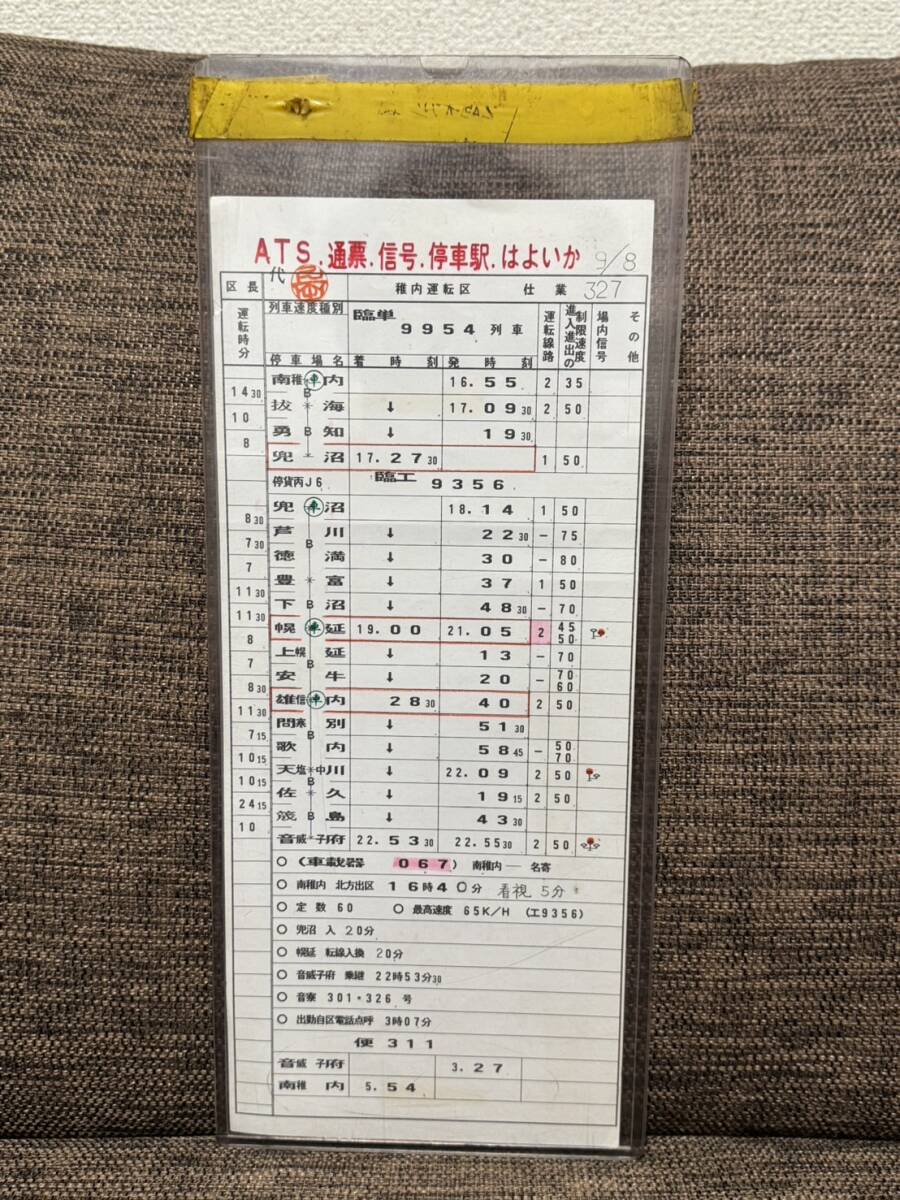 ATS.通票.信号.停車駅.はよいか 9/8
区長 代 稚内運転区 仕業 327
運転時分 列車速度種別 臨単 9954 列車 運転線路 進入進出の制限速度 場内信号 その他
停車場名 着時刻 発時刻
南稚内 車 16.55 2 35
14 30 B
抜*海 ↓ 17.09 30 2 50
10
勇B知 ↓ 19 30
8
兜*沼 17.27 30 1 50
停貨丙J6 臨工 9356
兜 車 沼 18.14 1 50
8 30
芦川 ↓ 22 30 - 75
7 30 B
徳満 ↓ 30 - 80
7
豊*富 ↓ 37 1 50
11 30
下B沼 ↓ 48 30 - 70
11 30
幌 車 延 19.00 21.05 2 45 50
8
上幌延 ↓ 13 - 70
7 B
安牛 ↓ 20 - 70 60
8 30
雄信 車 内 28 30 40 2 50
11 30
問寒別 ↓ 51 30
7 15 B
歌内 ↓ 58 45 - 50 70
10 15
天塩*中川 ↓ 22.09 2 50
10 15 B
佐*久 ↓ 19 15 2 50
24 15
筬B島 ↓ 43 30
10
音威*子府 22.53 30 22.55 30 2 50
○ (車載器 067) 南稚内 — 名寄
○ 南稚内 北方出区 16時40分 看視 5分
○ 定数60 ○ 最高速度 65K/H (工9356)
○ 兜沼 入 20分
○ 幌延 転線入換 20分
○ 音威子府 乗継 22時53分30
○ 音寮 301・326 号
○ 出勤自区電話点呼 3時07分
便 311
音威子府 3.27
南稚内 5.54